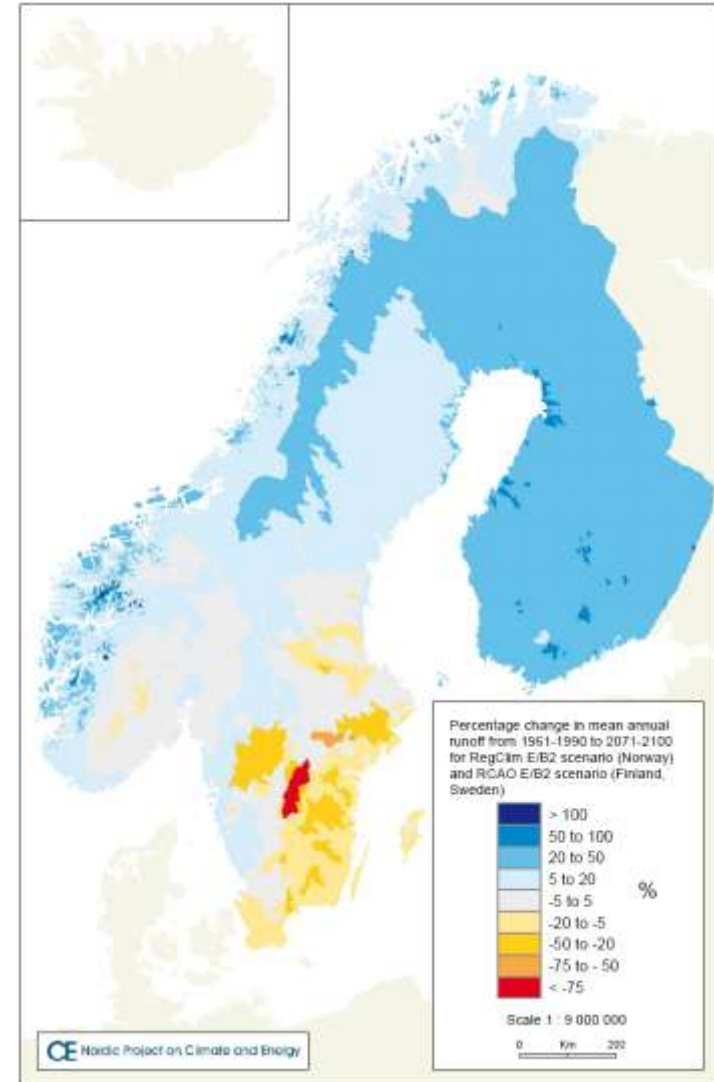 Percentage change in mean annual
runoff from 1961-1990 to 2071-2100
for RegClim E/B2 scenario (Norway)
and RCAO E/B2 scenario (Finland,
Sweden)
> 100
50 to 100
20 to 50
5 to 20
-5 to 5
-20 to -5
-50 to -20
-75 to - 50
< -75
%
Scale 1 : 9 000 000
0 Km 200
CE Nordic Project on Climate and Energy